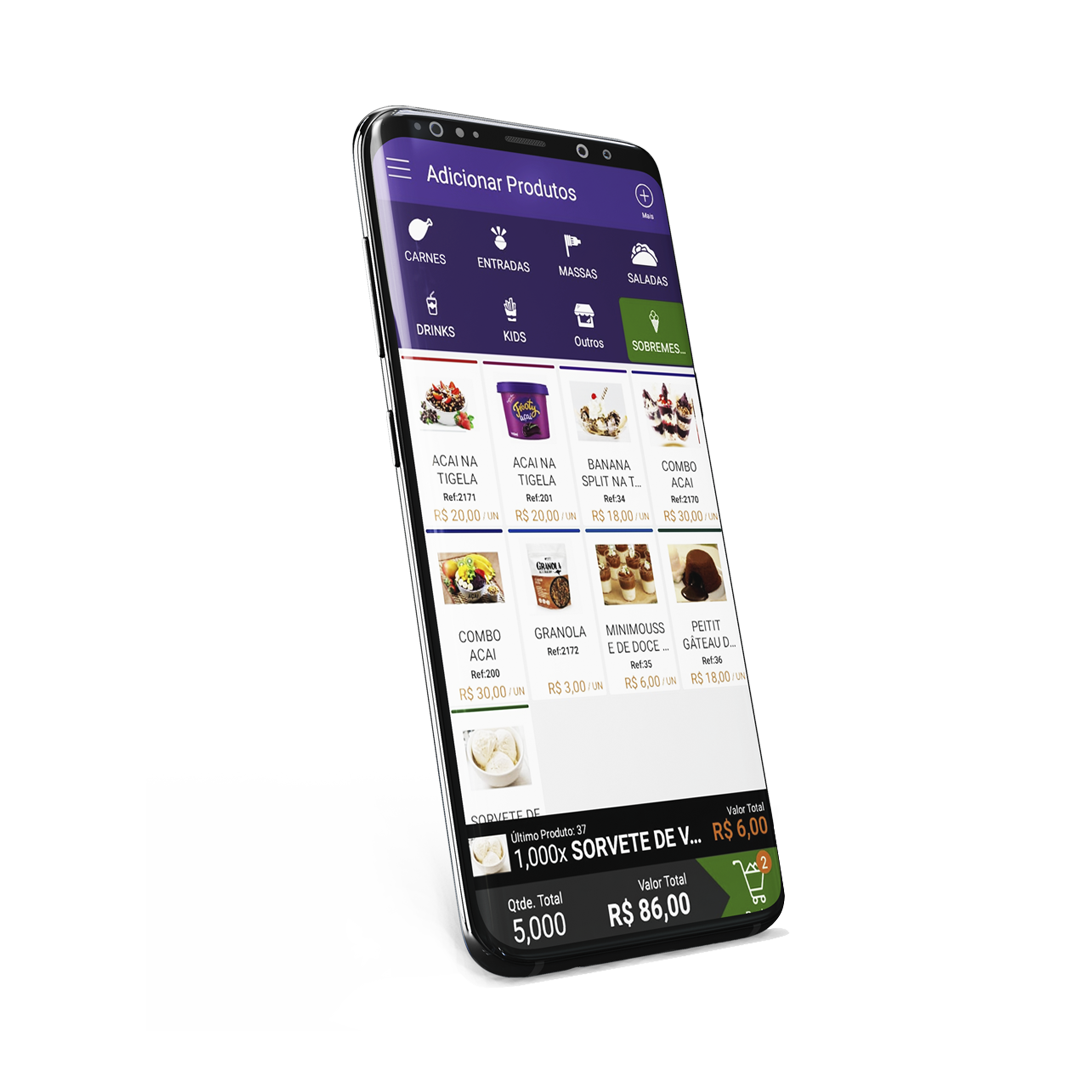 Adicionar Produtos
Mais
CARNES
ENTRADAS
MASSAS
SALADAS
DRINKS
KIDS
Outros
SOBREMES...
açaí
ACAI NA
TIGELA
Ref:2171
R$ 20,00 / UN
ACAI NA
TIGELA
Ref:201
R$ 20,00 / UN
BANANA
SPLIT NA T...
Ref:34
R$ 18,00 / UN
COMBO
ACAI
Ref:2170
R$ 30,00 / UN
GRANOLA
COMBO
ACAI
Ref:200
R$ 30,00 / UN
GRANOLA
Ref:2172
R$ 3,00 / UN
MINIMOUSS
E DE DOCE ...
Ref:35
R$ 6,00 / UN
PEITIT
GÂTEAU D...
Ref:36
R$ 18,00 / UN
SORVETE DE
Último Produto: 37
1,000x SORVETE DE V...
Valor Total
R$ 6,00
Qtde. Total
5,000
Valor Total
R$ 86,00
2